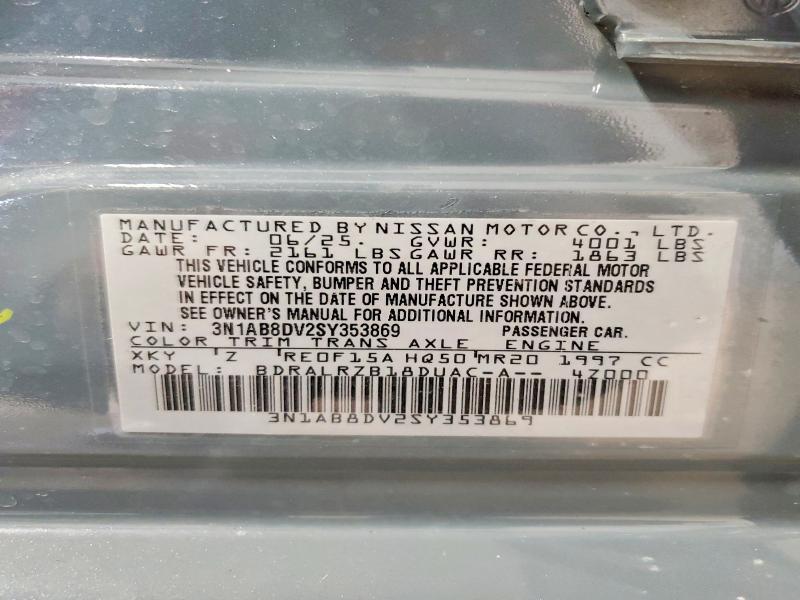 MANUFACTURED BY NISSAN MOTOR CO., LTD.
DATE: 06/25. GVWR: 4001 LBS
GAWR FR: 2161 LBS GAWR RR: 1863 LBS
THIS VEHICLE CONFORMS TO ALL APPLICABLE FEDERAL MOTOR
VEHICLE SAFETY, BUMPER AND THEFT PREVENTION STANDARDS
IN EFFECT ON THE DATE OF MANUFACTURE SHOWN ABOVE.
SEE OWNER'S MANUAL FOR ADDITIONAL INFORMATION.
VIN: 3N1AB8DV2SY353869 PASSENGER CAR.
COLOR TRIM TRANS AXLE ENGINE
XKY 'Z 'RE0F15A HQ50 'MR20 1997 CC
MODEL: BDRALRZB18DUAC-A-- 4Z000
3N1AB8DV2SY353869